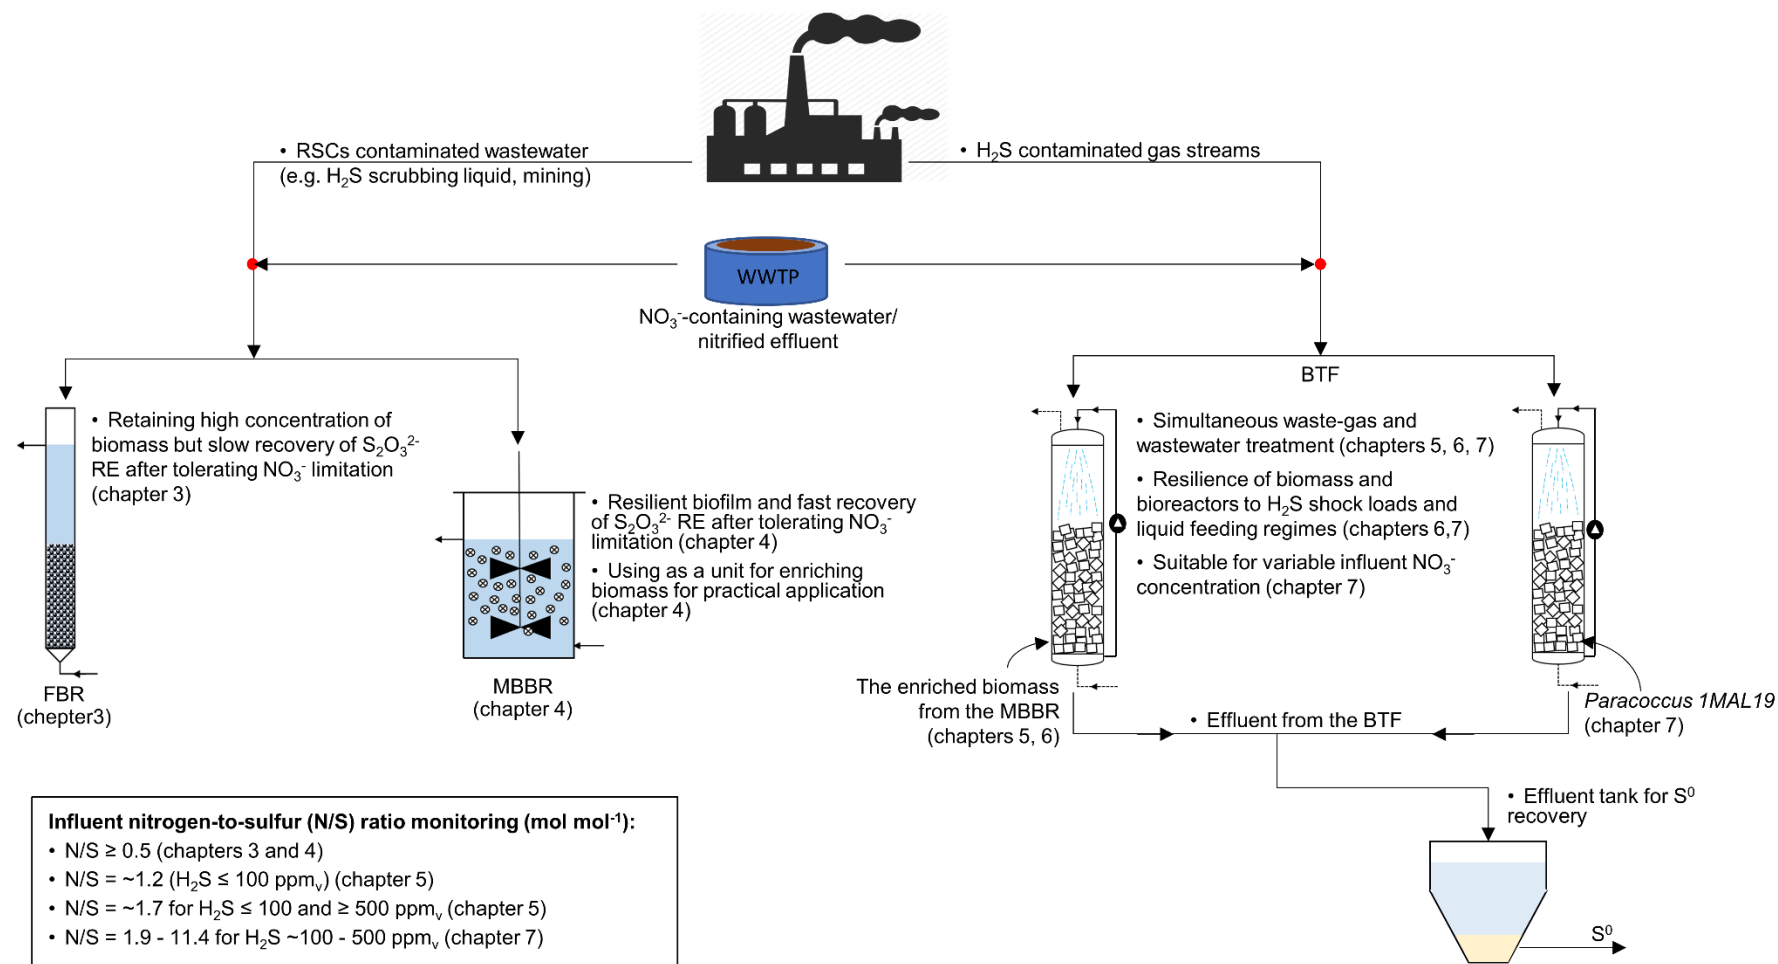 • RSCs contaminated wastewater
(e.g. H₂S scrubbing liquid, mining)
• H₂S contaminated gas streams
WWTP
NO₃⁻-containing wastewater/
nitrified effluent
BTF
• Retaining high concentration of
biomass but slow recovery of S₂O₃²⁻
RE after tolerating NO₃⁻ limitation
(chapter 3)
• Resilient biofilm and fast recovery
of S₂O₃²⁻ RE after tolerating NO₃⁻
limitation (chapter 4)
• Using as a unit for enriching
biomass for practical application
(chapter 4)
• Simultaneous waste-gas and
wastewater treatment (chapters 5, 6, 7)
• Resilience of biomass and
bioreactors to H₂S shock loads and
liquid feeding regimes (chapters 6,7)
• Suitable for variable influent NO₃⁻
concentration (chapter 7)
FBR
(chepter3)
MBBR
(chapter 4)
The enriched biomass
from the MBBR
(chapters 5, 6)
Paracoccus 1MAL19
(chapter 7)
• Effluent from the BTF
• Effluent tank for S⁰
recovery
S⁰
Influent nitrogen-to-sulfur (N/S) ratio monitoring (mol mol⁻¹):
• N/S ≥ 0.5 (chapters 3 and 4)
• N/S = ~1.2 (H₂S ≤ 100 ppmᵥ) (chapter 5)
• N/S = ~1.7 for H₂S ≤ 100 and ≥ 500 ppmᵥ (chapter 5)
• N/S = 1.9 - 11.4 for H₂S ~100 - 500 ppmᵥ (chapter 7)